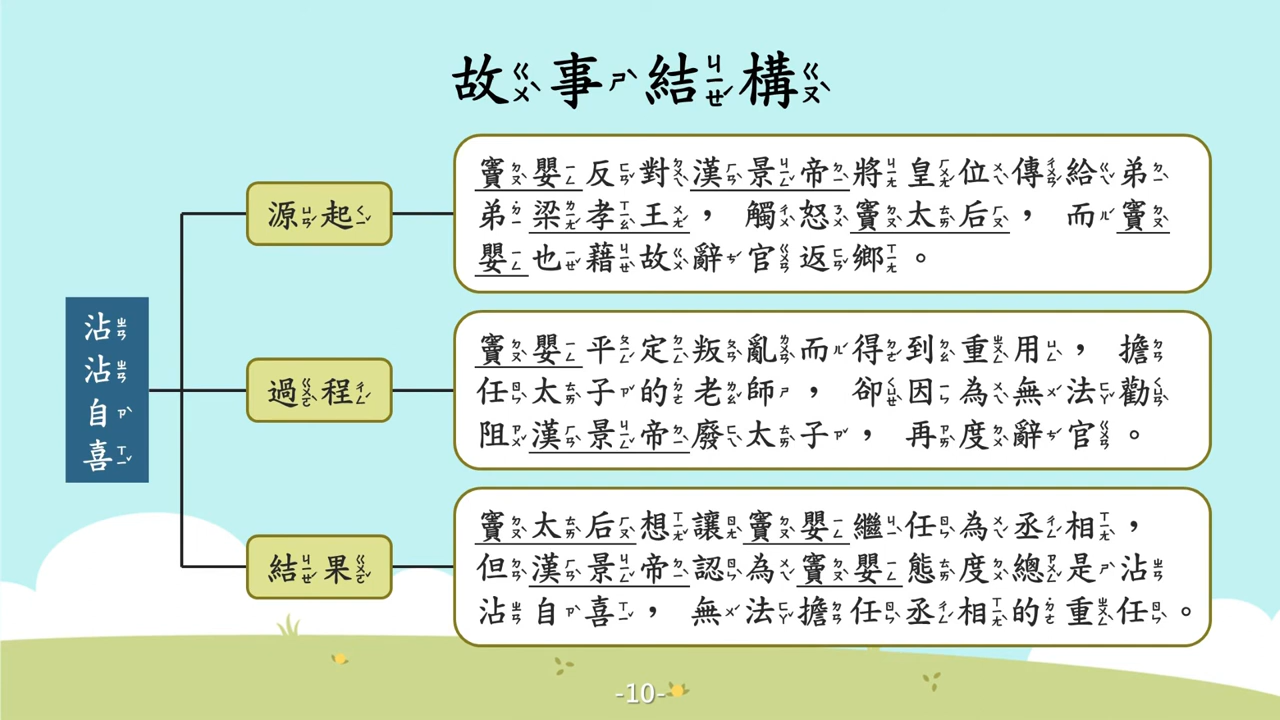 故事結構
沾沾自喜
源起
竇嬰反對漢景帝將皇位傳給弟
弟梁孝王，觸怒竇太后，而竇
嬰也藉故辭官返鄉。
過程
竇嬰平定叛亂而得到重用，擔
任太子的老師，卻因為無法勸
阻漢景帝廢太子，再度辭官。
結果
竇太后想讓竇嬰繼任為丞相，
但漢景帝認為竇嬰態度總是沾
沾自喜，無法擔任丞相的重任。
-10-